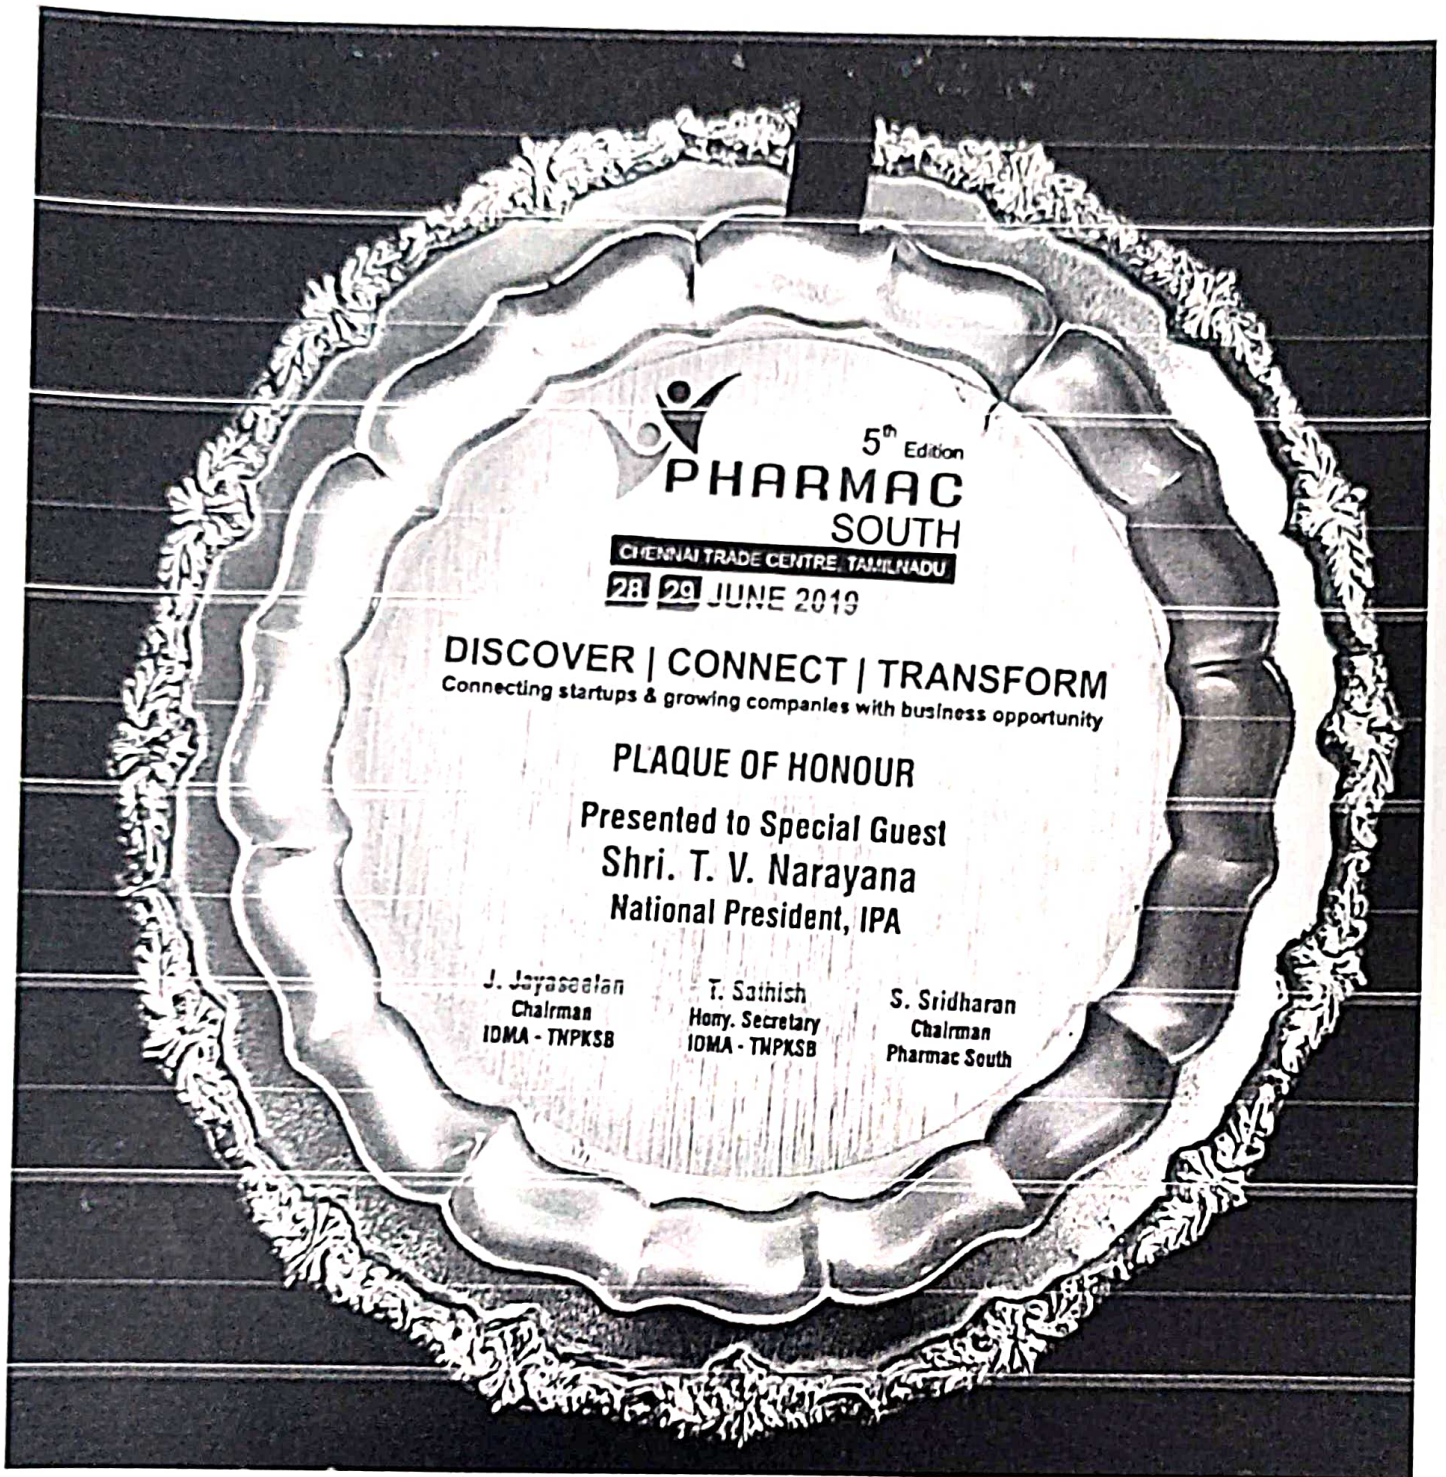 5th Edition
PHARMAC
SOUTH
CHENNAI TRADE CENTRE, TAMILNADU
28 29 JUNE 2019
DISCOVER | CONNECT | TRANSFORM
Connecting startups & growing companies with business opportunity
PLAQUE OF HONOUR
Presented to Special Guest
Shri. T. V. Narayana
National President, IPA
J. Jayaseelan T. Sathish S. Sridharan
Chairman Hony. Secretary Chairman
IDMA - TNPKSB IDMA - TNPKSB Pharmac South